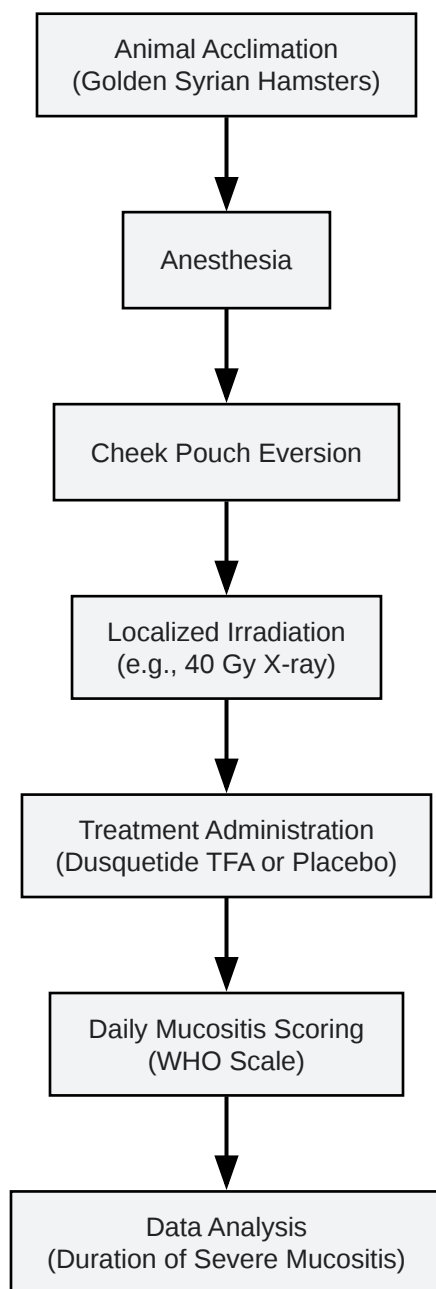 Animal Acclimation
(Golden Syrian Hamsters)
Anesthesia
Cheek Pouch Eversion
Localized Irradiation
(e.g., 40 Gy X-ray)
Treatment Administration
(Dusquetide TFA or Placebo)
Daily Mucositis Scoring
(WHO Scale)
Data Analysis
(Duration of Severe Mucositis)